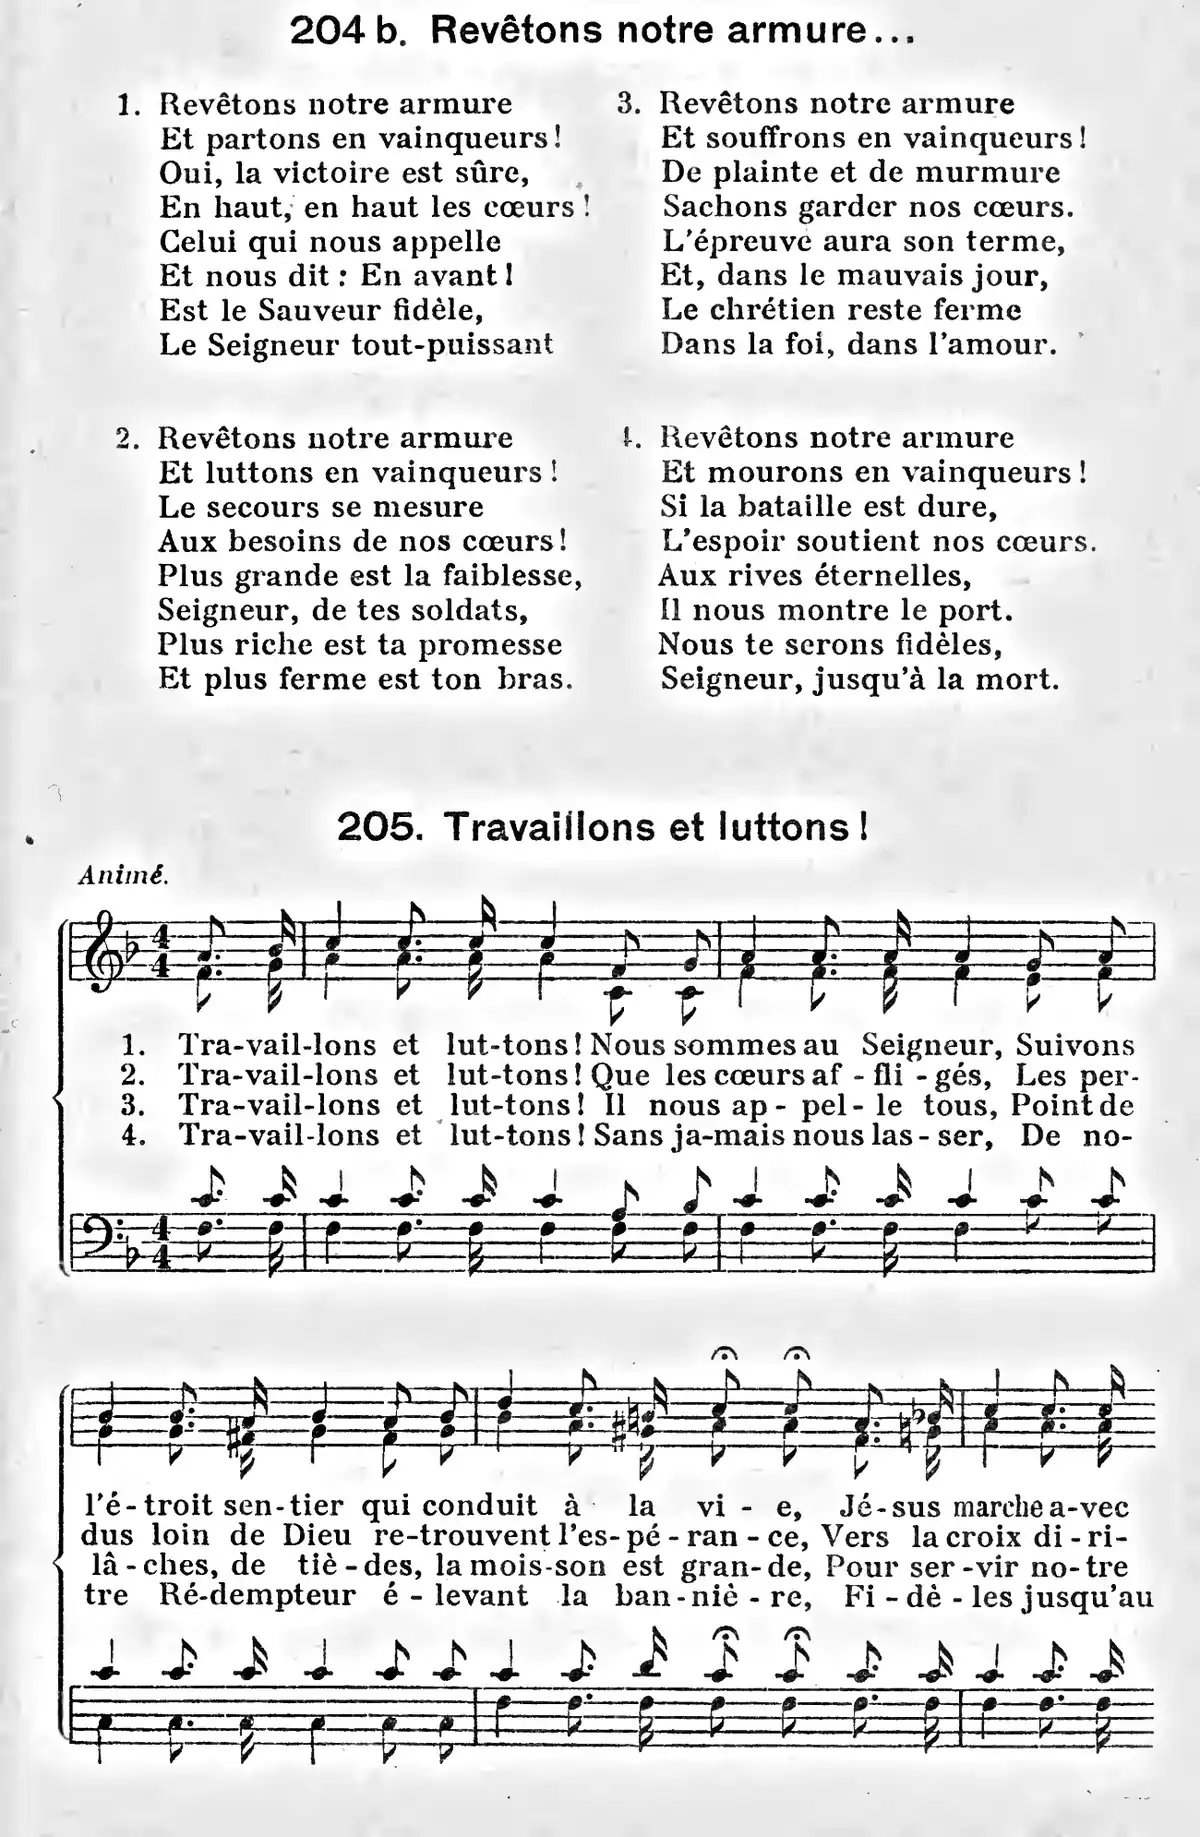 204 b. Revêtons notre armure...
1. Revêtons notre armure
Et partons en vainqueurs !
Oui, la victoire est sûre,
En haut, en haut les cœurs !
Celui qui nous appelle
Et nous dit : En avant !
Est le Sauveur fidèle,
Le Seigneur tout-puissant
2. Revêtons notre armure
Et luttons en vainqueurs !
Le secours se mesure
Aux besoins de nos cœurs !
Plus grande est la faiblesse,
Seigneur, de tes soldats,
Plus riche est ta promesse
Et plus ferme est ton bras.
3. Revêtons notre armure
Et souffrons en vainqueurs !
De plainte et de murmure
Sachons garder nos cœurs.
L'épreuve aura son terme,
Et, dans le mauvais jour,
Le chrétien reste ferme
Dans la foi, dans l'amour.
4. Revêtons notre armure
Et mourons en vainqueurs !
Si la bataille est dure,
L'espoir soutient nos cœurs.
Aux rives éternelles,
Il nous montre le port.
Nous te serons fidèles,
Seigneur, jusqu'à la mort.
205. Travaillons et luttons !
Animé.
4 4
1. Tra-vail-lons et lut-tons ! Nous sommes au Seigneur, Suivons
2. Tra-vail-lons et lut-tons ! Que les cœurs af - fli - gés, Les per-
3. Tra-vail-lons et lut-tons ! Il nous ap - pel - le tous, Point de
4. Tra-vail-lons et lut-tons ! Sans ja-mais nous las - ser, De no-
4 4
l'é - troit sen-tier qui conduit à la vi - e, Jé - sus marche a-vec
dus loin de Dieu re-trouvent l'es-pé - ran - ce, Vers la croix di - ri-
lâ - ches, de tiè - des, la mois-son est gran-de, Pour ser - vir no-tre
tre Ré-dempteur é - levant la ban-niè - re, Fi - dè - les jusqu'au